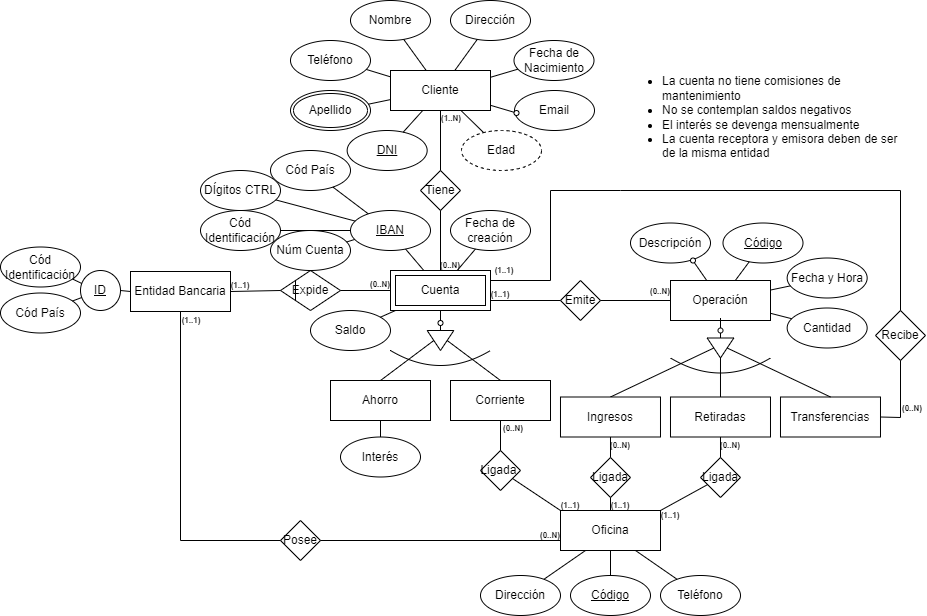 Nombre
Dirección
Teléfono
Fecha de
Nacimiento
Cliente
Apellido
Email
(1..N)
DNI
Edad
La cuenta no tiene comisiones de
mantenimiento
No se contemplan saldos negativos
El interés se devenga mensualmente
La cuenta receptora y emisora deben de ser
de la misma entidad
Cód País
Dígitos CTRL
Tiene
Cód
Identificación
IBAN
Fecha de
creación
Núm Cuenta
Descripción
Código
Cód
Identificación
(0..N)
(1..1)
Fecha y Hora
ID
Entidad Bancaria
(1..1)
Expide
(0..N)
Cuenta
(1..1)
Emite
(0..N)
Operación
Cód País
(1..1)
Saldo
Cantidad
Recibe
Ahorro
Corriente
Ingresos
Retiradas
Transferencias
(0..N)
(0..N)
(0..N)
(0..N)
Interés
Ligada
Ligada
Ligada
(1..1)
(1..1)
(1..1)
Posee
(0..N)
Oficina
Dirección
Código
Teléfono